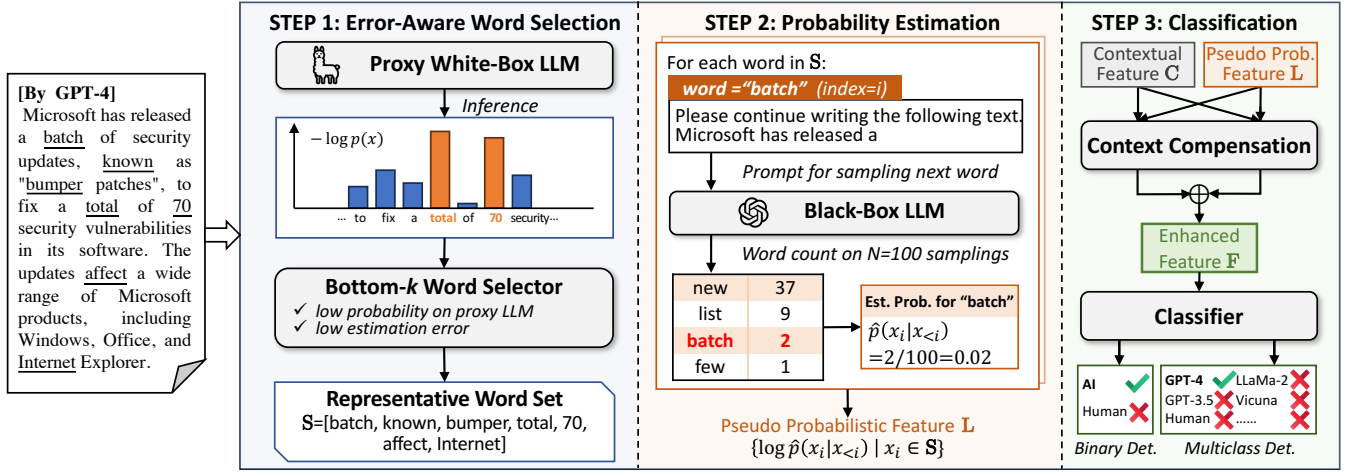 [By GPT-4]
Microsoft has released
a batch of security
updates, known as
"bumper patches", to
fix a total of 70
security vulnerabilities
in its software. The
updates affect a wide
range of Microsoft
products, including
Windows, Office, and
Internet Explorer.
STEP 1: Error-Aware Word Selection
Proxy White-Box LLM
Inference
− log p(x)
... to fix a total of 70 security...
Bottom-k Word Selector
✓ low probability on proxy LLM
✓ low estimation error
Representative Word Set
S=[batch, known, bumper, total, 70,
affect, Internet]
STEP 2: Probability Estimation
For each word in S:
word ="batch" (index=i)
Please continue writing the following text.
Microsoft has released a
Prompt for sampling next word
Black-Box LLM
Word count on N=100 samplings
new 37
list 9
batch 2
few 1
Est. Prob. for "batch"
p̂(xᵢ|x<ᵢ)
=2/100=0.02
Pseudo Probabilistic Feature L
{log p̂(xᵢ|x<ᵢ) | xᵢ ∈ S}
STEP 3: Classification
Contextual
Feature C
Pseudo Prob.
Feature L
Context Compensation
Enhanced
Feature F
Classifier
AI
Human
Binary Det.
GPT-4 LLaMa-2
GPT-3.5 Vicuna
Human ......
Multiclass Det.